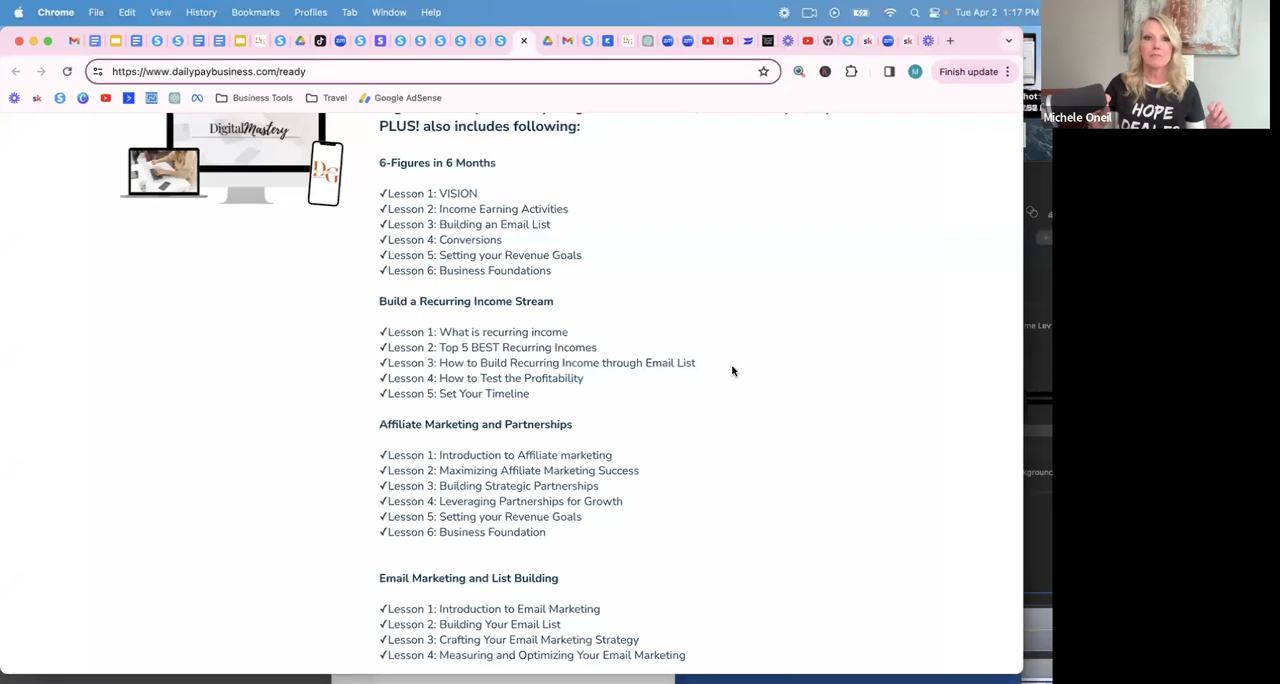 Chrome File Edit View History Bookmarks Profiles Tab Window Help Tue Apr 2 1:17 PM
https://www.dailypaybusiness.com/ready
Finish update
Business Tools Travel Google AdSense
Michele Oneil
HOPE
DigitalMastery
DG
PLUS! also includes following:
6-Figures in 6 Months
✓Lesson 1: VISION
✓Lesson 2: Income Earning Activities
✓Lesson 3: Building an Email List
✓Lesson 4: Conversions
✓Lesson 5: Setting your Revenue Goals
✓Lesson 6: Business Foundations
Build a Recurring Income Stream
✓Lesson 1: What is recurring income
✓Lesson 2: Top 5 BEST Recurring Incomes
✓Lesson 3: How to Build Recurring Income through Email List
✓Lesson 4: How to Test the Profitability
✓Lesson 5: Set Your Timeline
Affiliate Marketing and Partnerships
✓Lesson 1: Introduction to Affiliate marketing
✓Lesson 2: Maximizing Affiliate Marketing Success
✓Lesson 3: Building Strategic Partnerships
✓Lesson 4: Leveraging Partnerships for Growth
✓Lesson 5: Setting your Revenue Goals
✓Lesson 6: Business Foundation
Email Marketing and List Building
✓Lesson 1: Introduction to Email Marketing
✓Lesson 2: Building Your Email List
✓Lesson 3: Crafting Your Email Marketing Strategy
✓Lesson 4: Measuring and Optimizing Your Email Marketing